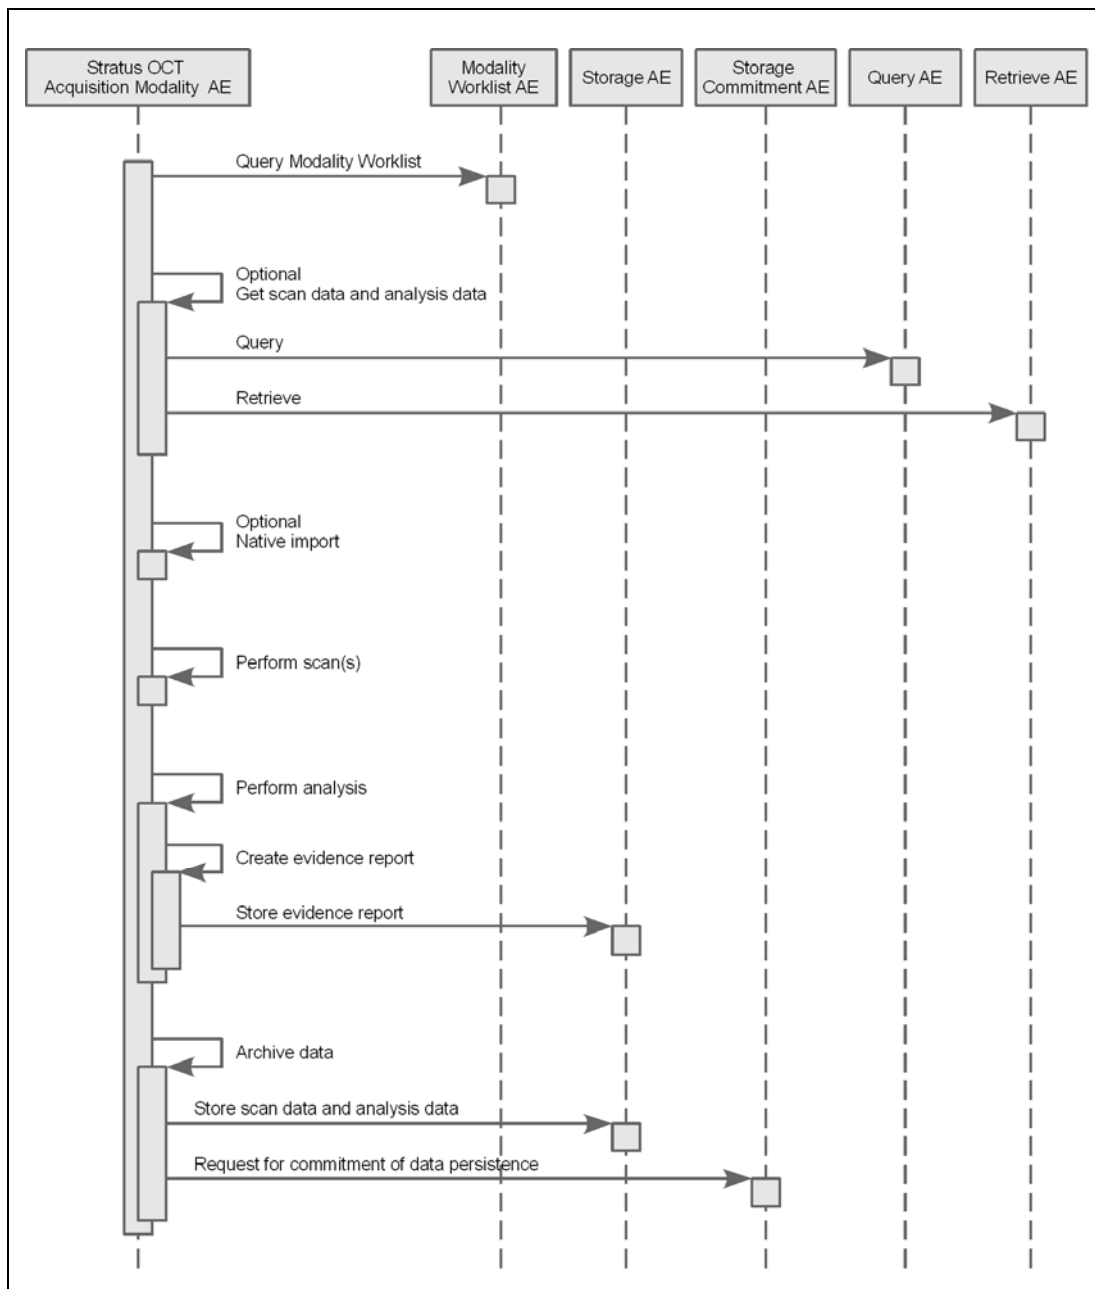 Stratus OCT
Acquisition Modality AE
Modality
Worklist AE
Storage AE
Storage
Commitment AE
Query AE
Retrieve AE
Query Modality Worklist
Optional
Get scan data and analysis data
Query
Retrieve
Optional
Native import
Perform scan(s)
Perform analysis
Create evidence report
Store evidence report
Archive data
Store scan data and analysis data
Request for commitment of data persistence